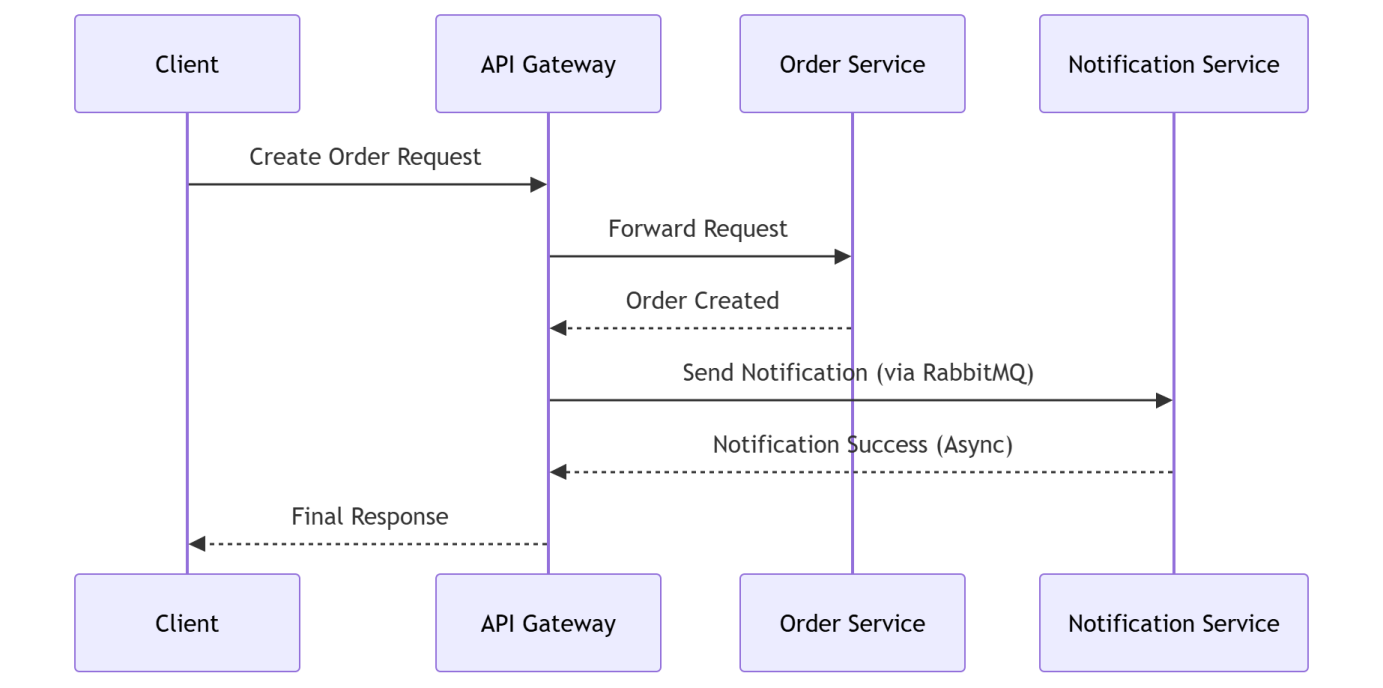 Client
API Gateway
Order Service
Notification Service
Create Order Request
Forward Request
Order Created
Send Notification (via RabbitMQ)
Notification Success (Async)
Final Response
Client
API Gateway
Order Service
Notification Service